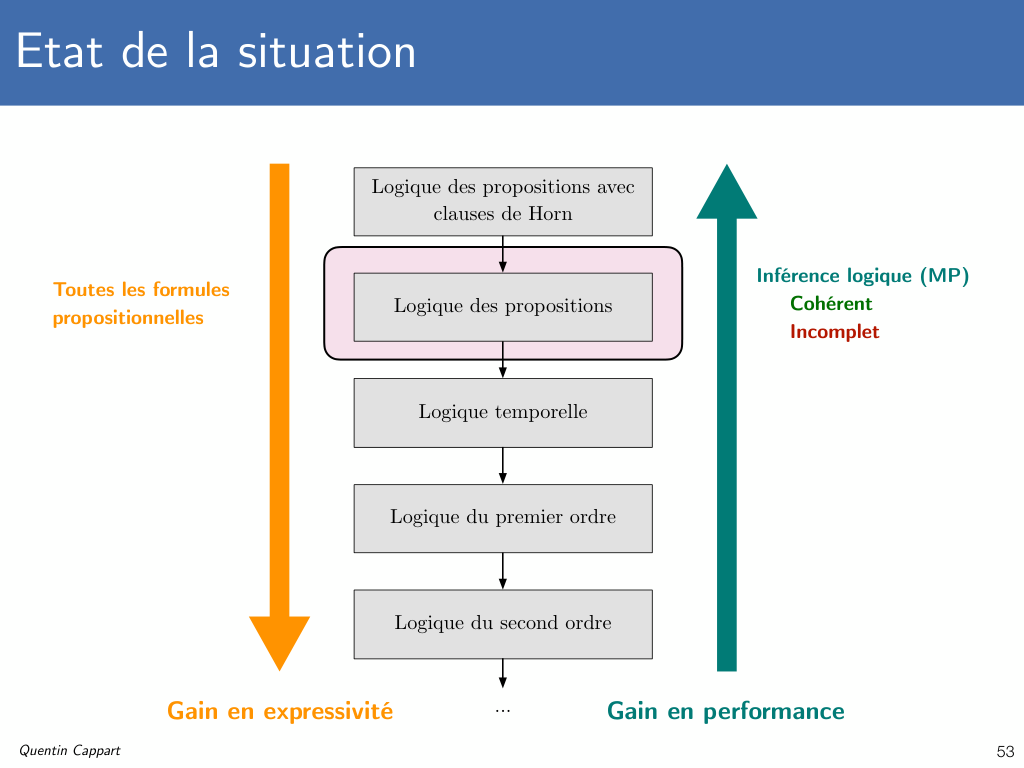 Etat de la situation
Logique des propositions avec
clauses de Horn
Toutes les formules
propositionnelles
Logique des propositions
Inférence logique (MP)
Cohérent
Incomplet
Logique temporelle
Logique du premier ordre
Logique du second ordre
Gain en expressivité
...
Gain en performance
Quentin Cappart
53